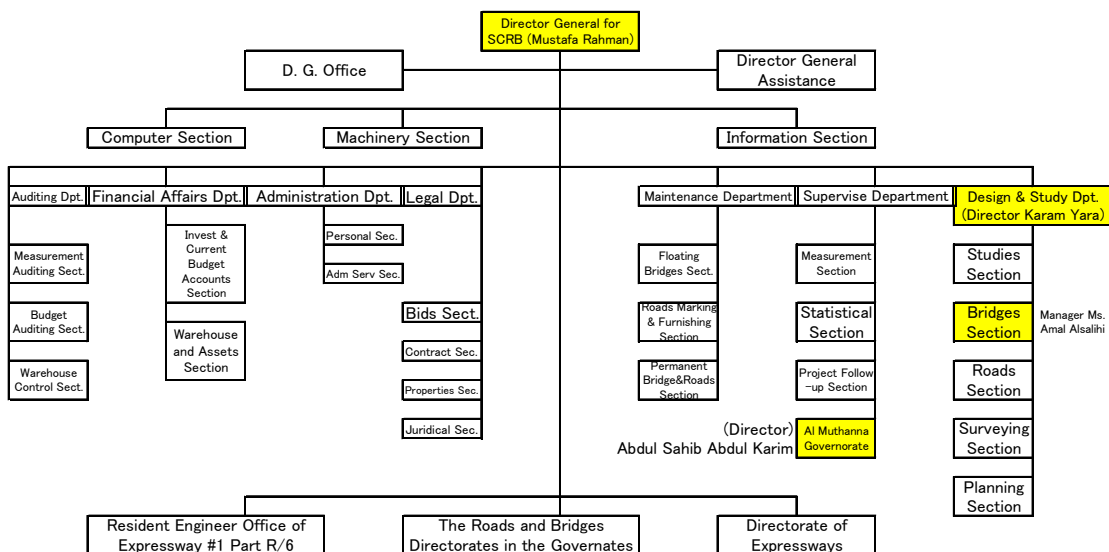 Director General for
SCRB (Mustafa Rahman)
D. G. Office
Director General
Assistance
Computer Section
Machinery Section
Information Section
Auditing Dpt.
Financial Affairs Dpt.
Administration Dpt.
Legal Dpt.
Maintenance Department
Supervise Department
Design & Study Dpt.
(Director Karam Yara)
Measurement
Auditing Sect.
Budget
Auditing Sect.
Warehouse
Control Sect.
Invest &
Current
Budget
Accounts
Section
Warehouse
and Assets
Section
Personal Sec.
Adm Serv Sec.
Bids Sect.
Contract Sec.
Properties Sec.
Juridical Sec.
Floating
Bridges Sect.
Roads Marking
& Furnishing
Section
Permanent
Bridge&Roads
Section
Measurement
Section
Statistical
Section
Project Follow
-up Section
(Director)
Abdul Sahib Abdul Karim
Al Muthanna
Governorate
Studies
Section
Bridges
Section
Manager Ms.
Amal Alsalihi
Roads
Section
Surveying
Section
Planning
Section
Resident Engineer Office of
Expressway #1 Part R/6
The Roads and Bridges
Directorates in the Governates
Directorate of
Expressways